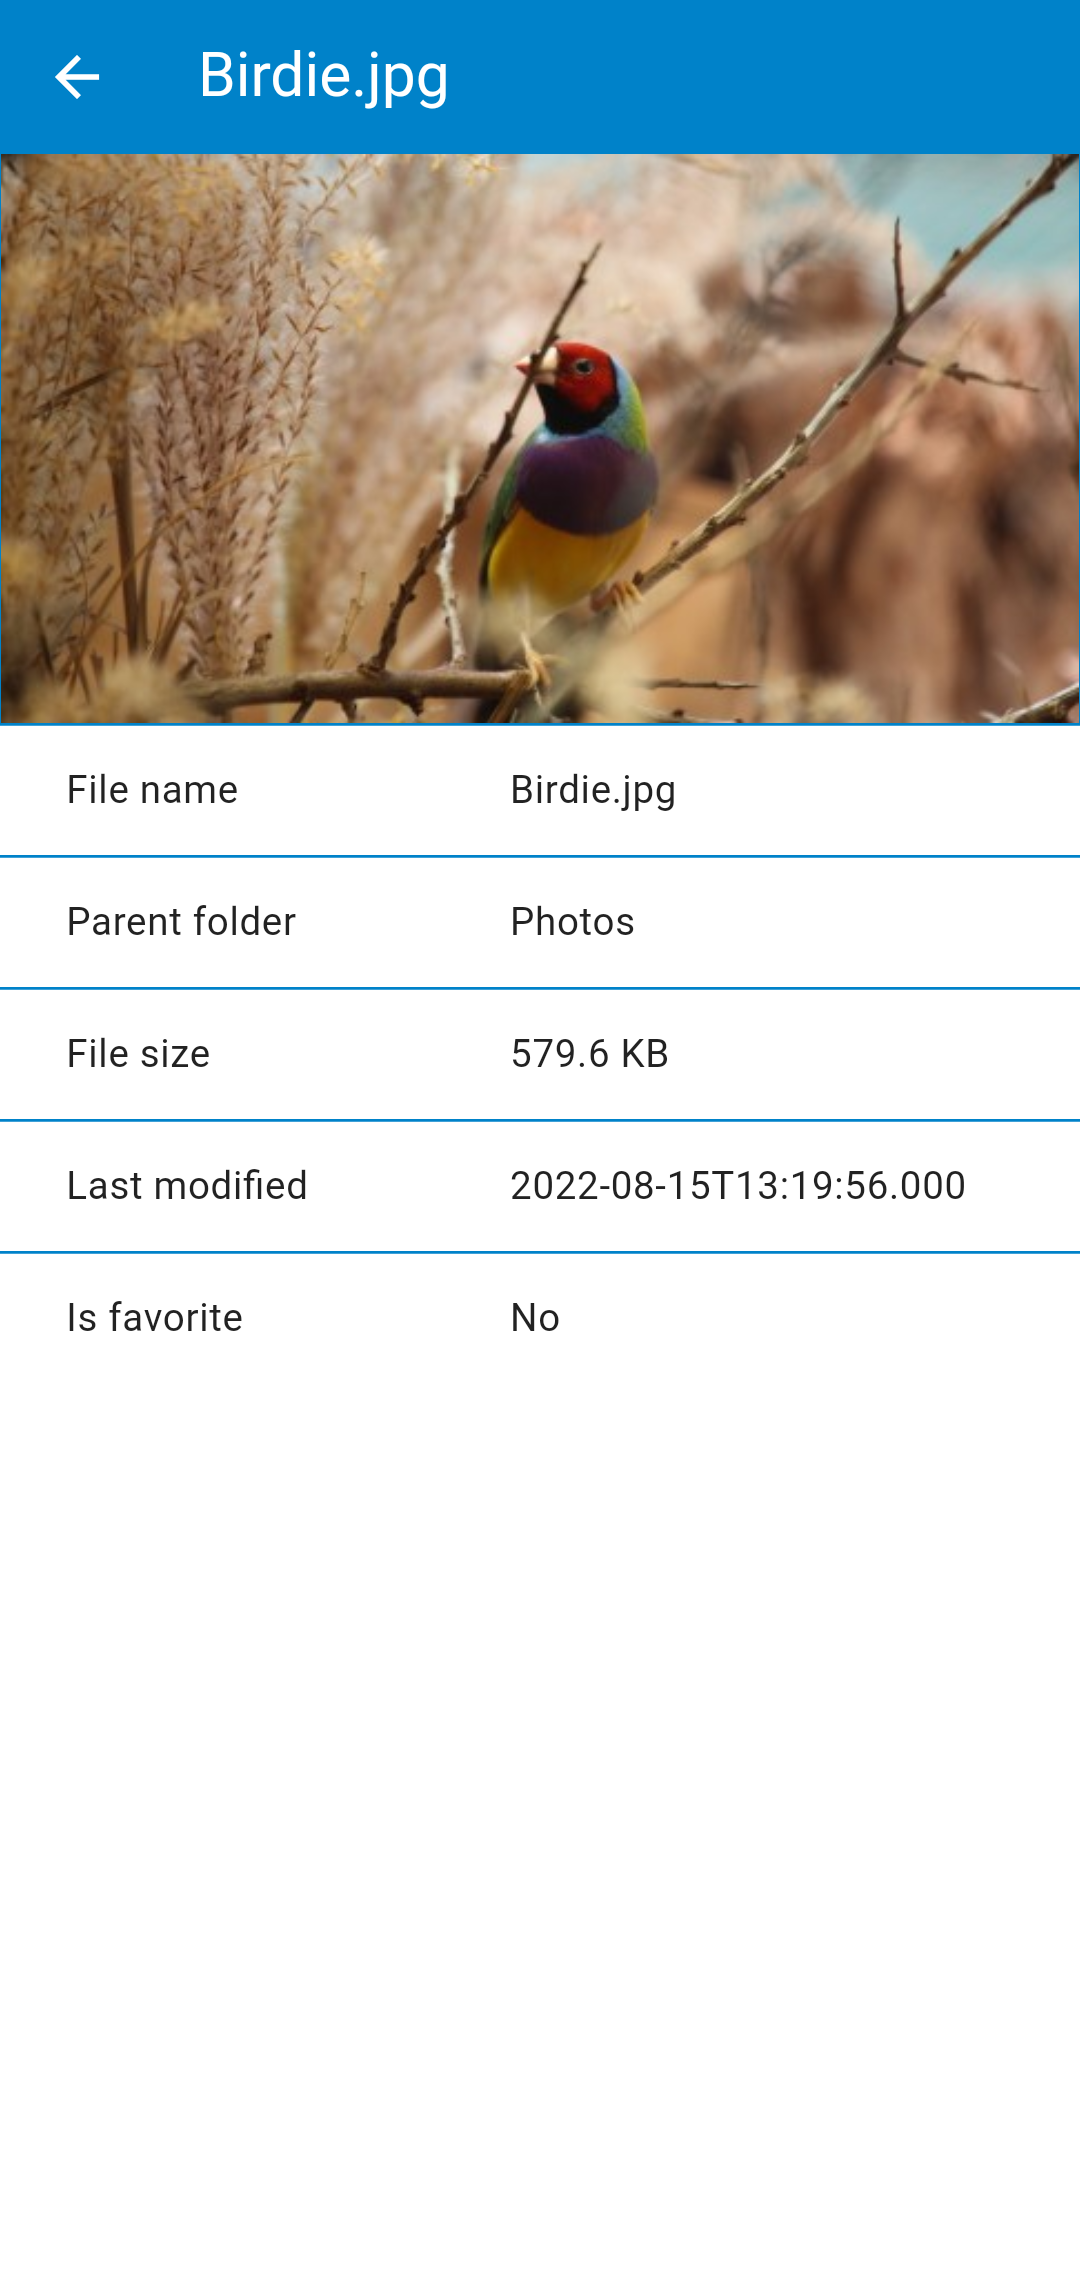 Birdie.jpg
File name Birdie.jpg
Parent folder Photos
File size 579.6 KB
Last modified 2022-08-15T13:19:56.000
Is favorite No